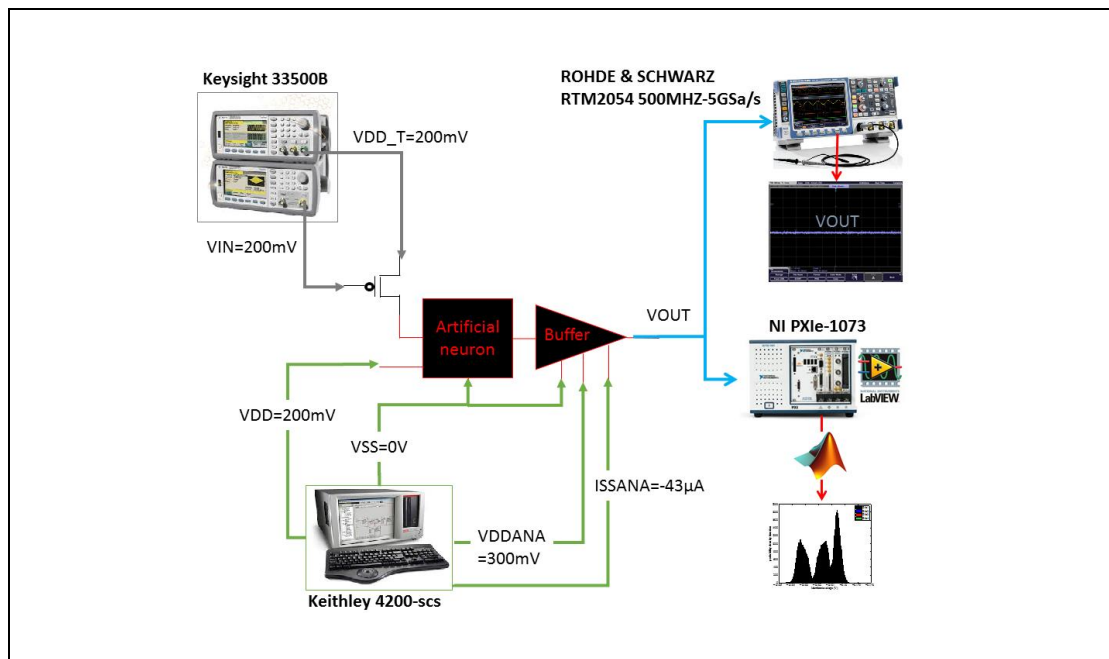 Keysight 33500B
VDD_T=200mV
VIN=200mV
ROHDE & SCHWARZ
RTM2054 500MHZ-5GSa/s
VOUT
Artificial
neuron
Buffer
VOUT
NI PXIe-1073
LabVIEW
VDD=200mV
VSS=0V
ISSANA=-43µA
VDDANA
=300mV
Keithley 4200-scs